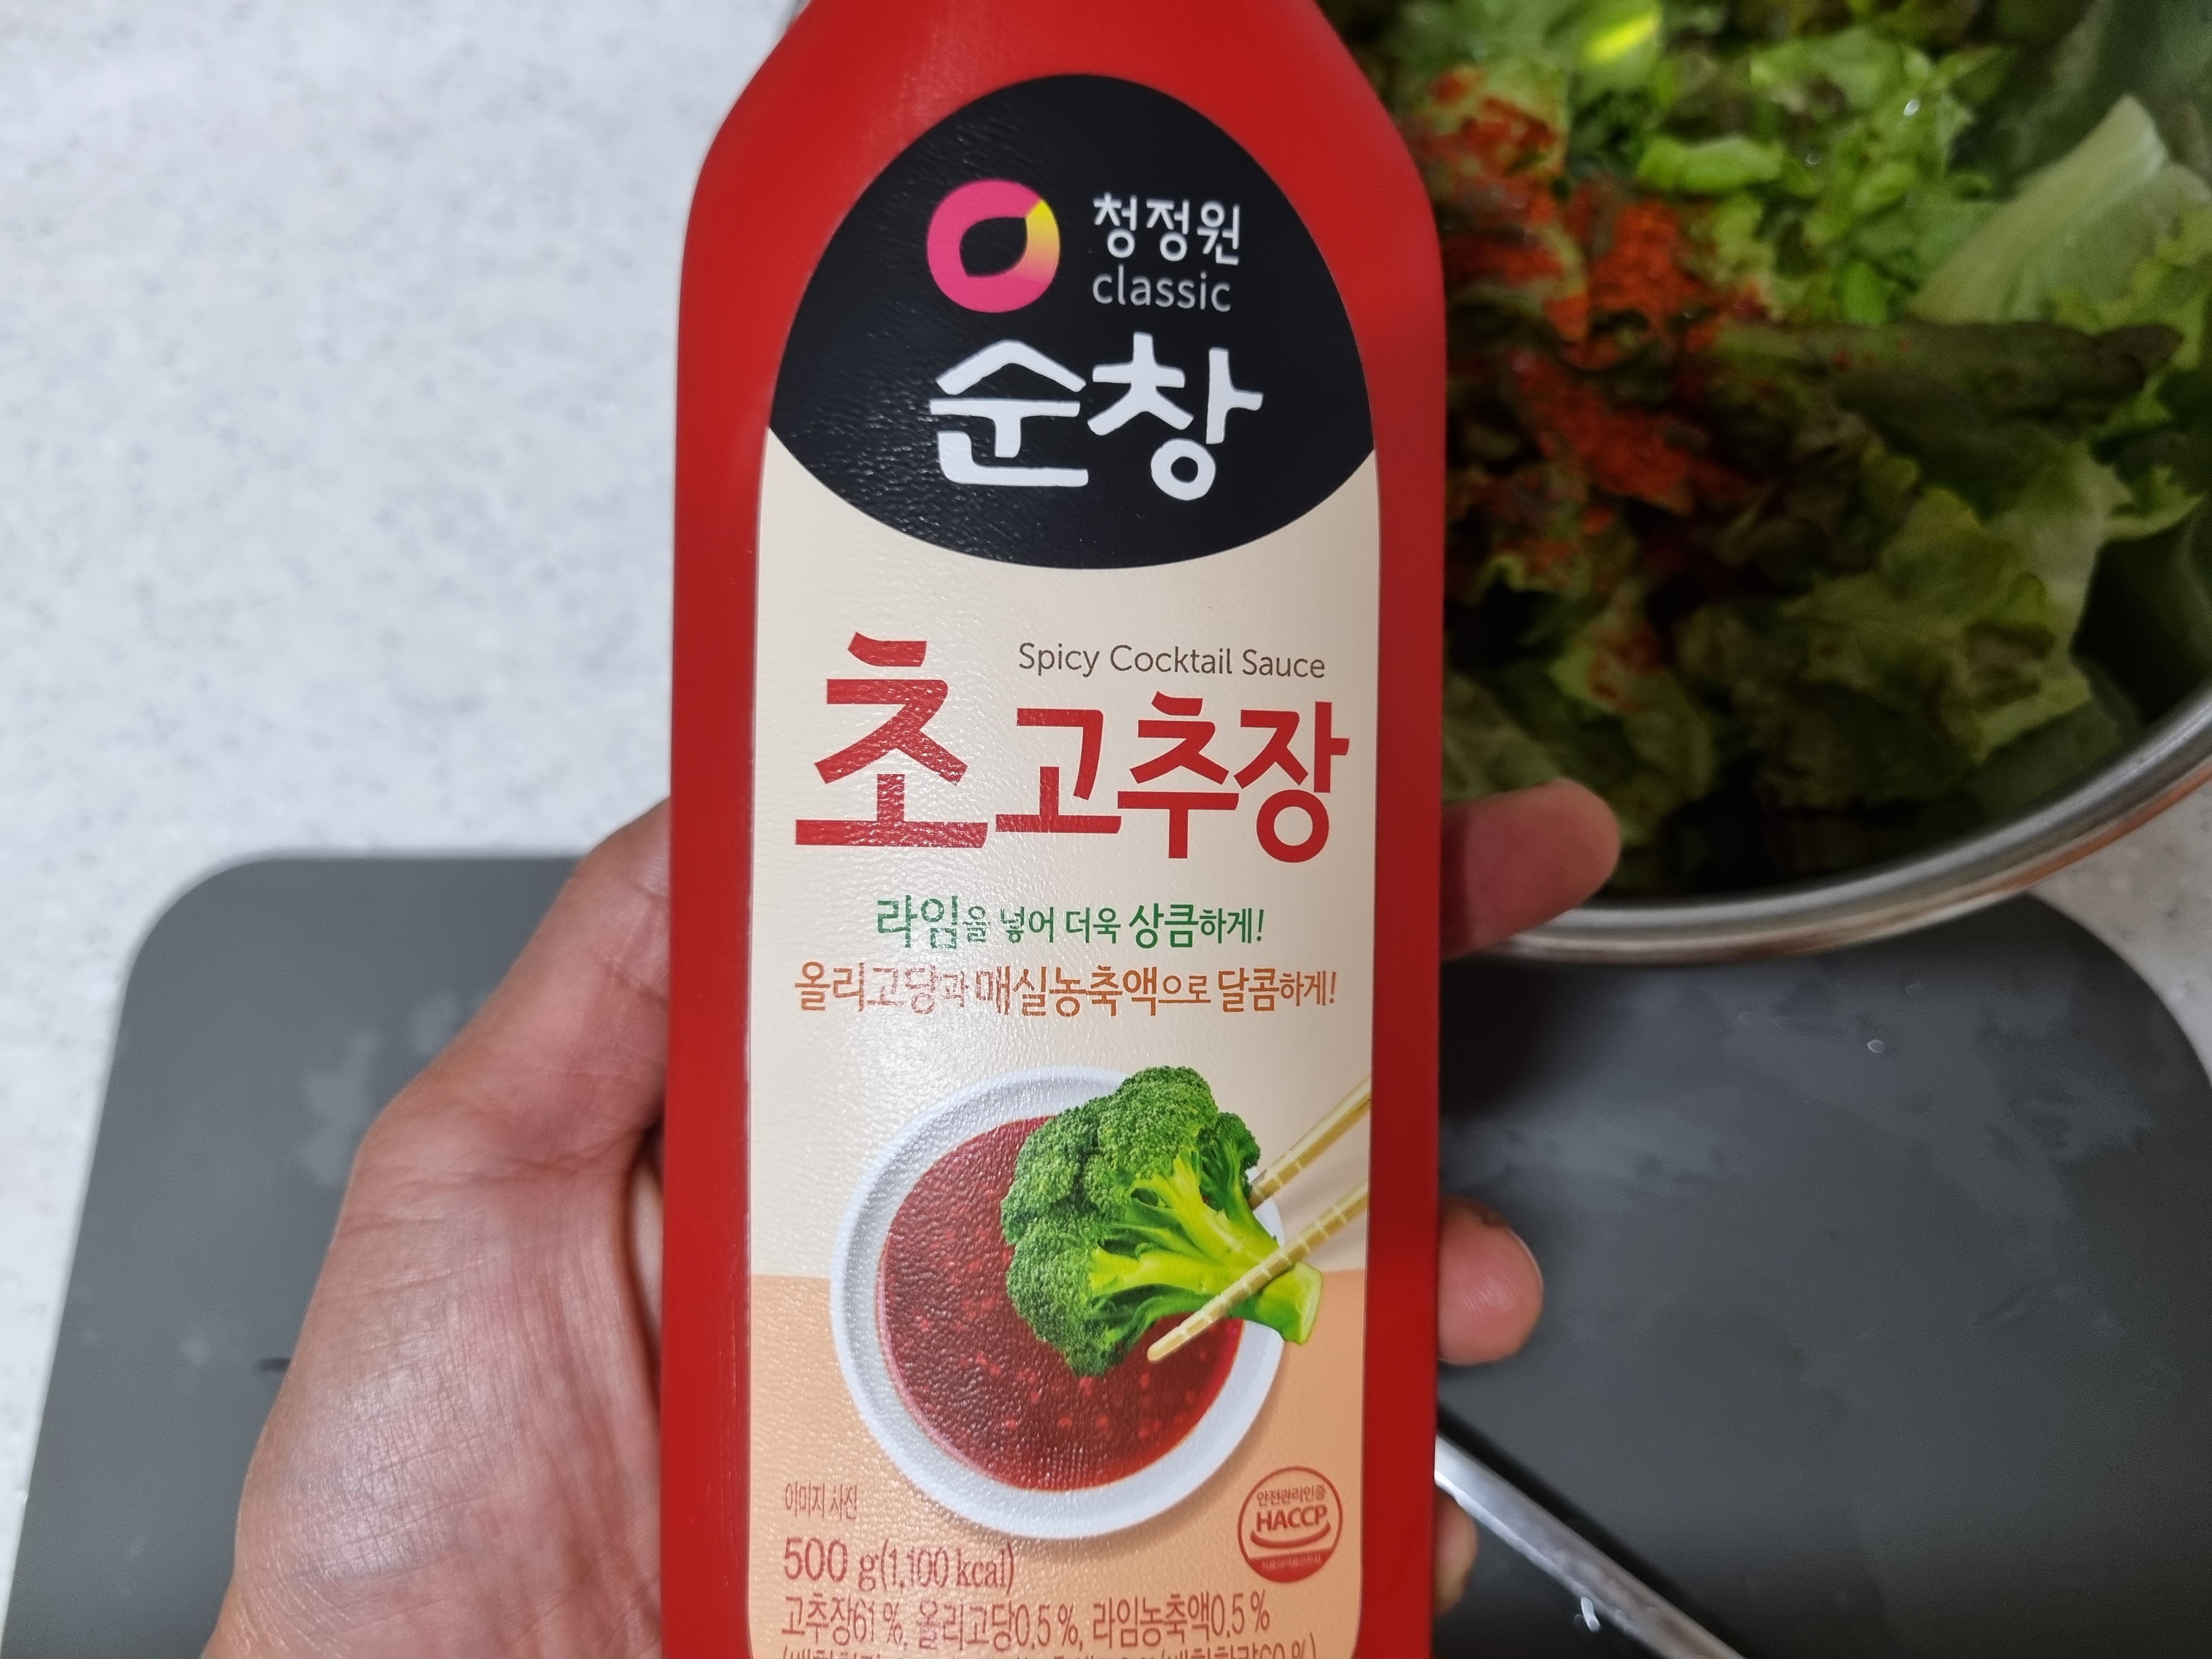 청정원
classic
순창
Spicy Cocktail Sauce
초고추장
라임을 넣어 더욱 상큼하게!
올리고당과 매실농축액으로 달콤하게!
이미지 사진
안전관리인증
HACCP
500 g(1,100 kcal)
고추장61 %, 올리고당0.5 %, 라임농축액0.5 %